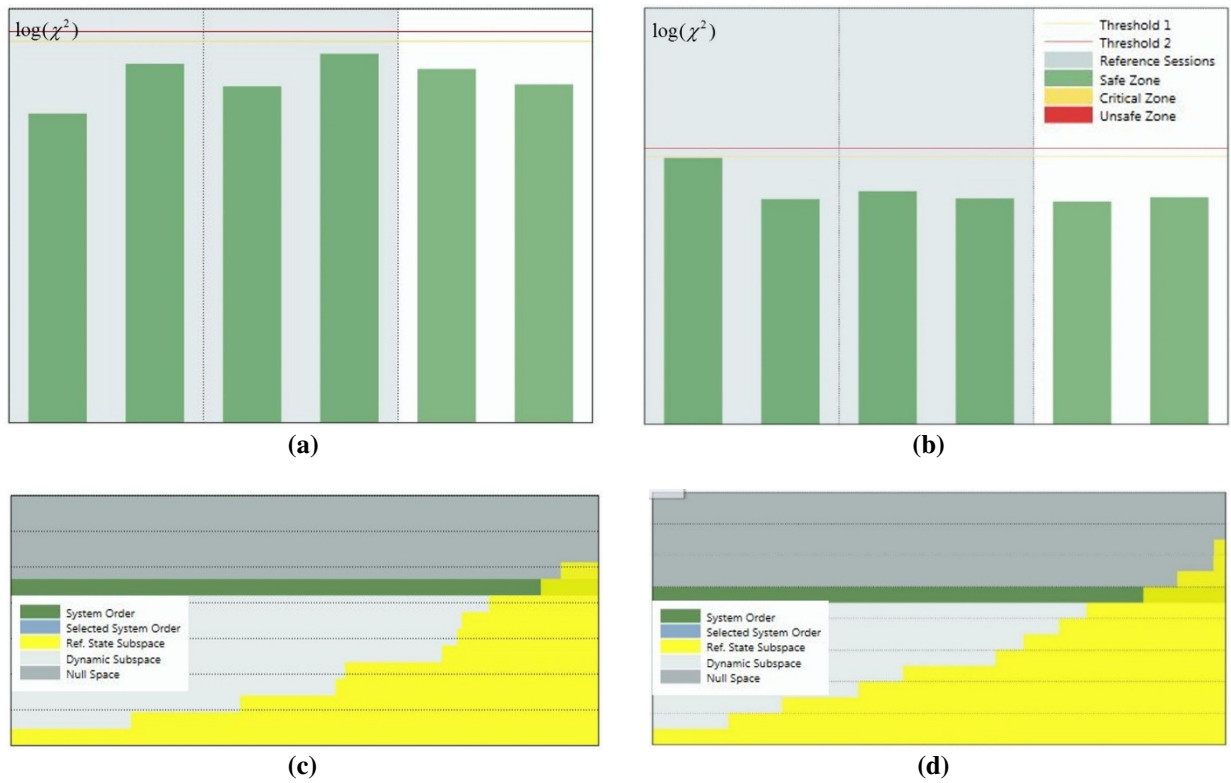 log(χ²)
log(χ²)
Threshold 1
Threshold 2
Reference Sessions
Safe Zone
Critical Zone
Unsafe Zone
(a)
(b)
System Order
Selected System Order
Ref. State Subspace
Dynamic Subspace
Null Space
System Order
Selected System Order
Ref. State Subspace
Dynamic Subspace
Null Space
(c)
(d)